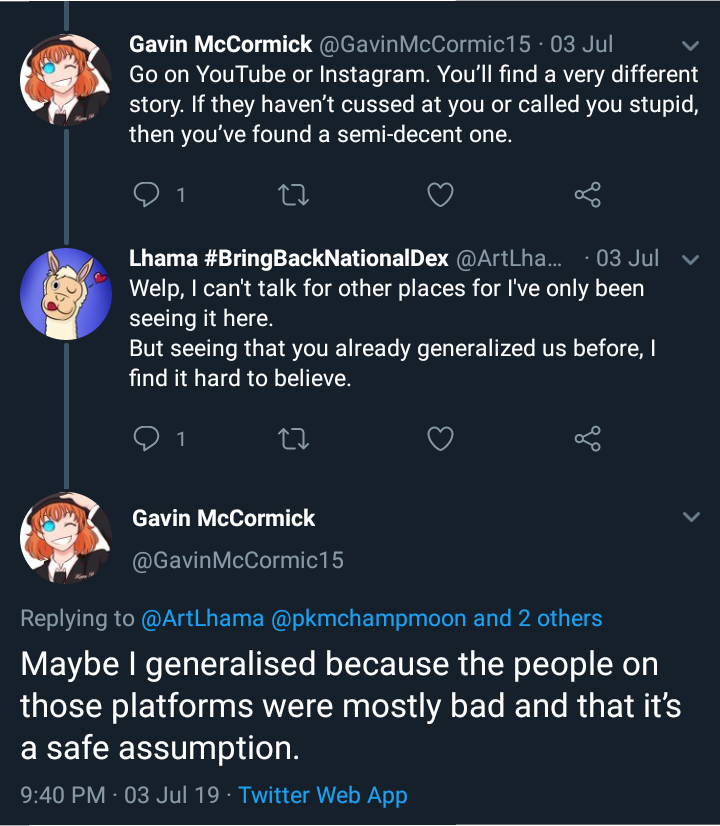 Gavin McCormick @GavinMcCormic15 · 03 Jul
Go on YouTube or Instagram. You’ll find a very different
story. If they haven’t cussed at you or called you stupid,
then you’ve found a semi-decent one.
1
Lhama #BringBackNationalDex @ArtLha... · 03 Jul
Welp, I can't talk for other places for I've only been
seeing it here.
But seeing that you already generalized us before, I
find it hard to believe.
1
Gavin McCormick
@GavinMcCormic15
Replying to @ArtLhama @pkmchampmoon and 2 others
Maybe I generalised because the people on
those platforms were mostly bad and that it’s
a safe assumption.
9:40 PM · 03 Jul 19 · Twitter Web App